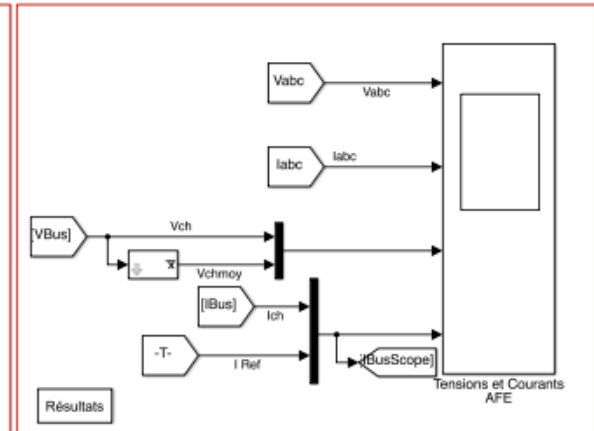 Vabc
Vabc
Iabc
Iabc
[VBus]
Vch
x
Vchmoy
[IBus]
Ich
-T-
I Ref
[IBusScope]
Tensions et Courants
AFE
Résultats